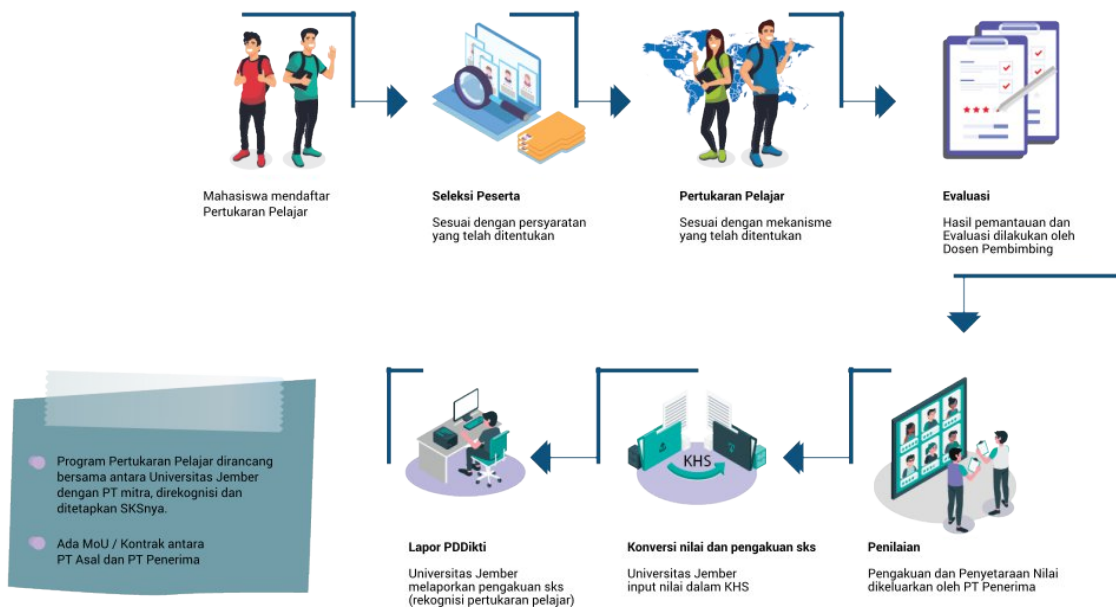 Mahasiswa mendaftar
Pertukaran Pelajar
Seleksi Peserta
Sesuai dengan persyaratan
yang telah ditentukan
Pertukaran Pelajar
Sesuai dengan mekanisme
yang telah ditentukan
Evaluasi
Hasil pemantauan dan
Evaluasi dilakukan oleh
Dosen Pembimbing
Penilaian
Pengakuan dan Penyetaraan Nilai
dikeluarkan oleh PT Penerima
KHS
Konversi nilai dan pengakuan sks
Universitas Jember
input nilai dalam KHS
Lapor PDDikti
Universitas Jember
melaporkan pengakuan sks
(rekognisi pertukaran pelajar)
Program Pertukaran Pelajar dirancang
bersama antara Universitas Jember
dengan PT mitra, direkognisi dan
ditetapkan SKSnya.
Ada MoU / Kontrak antara
PT Asal dan PT Penerima